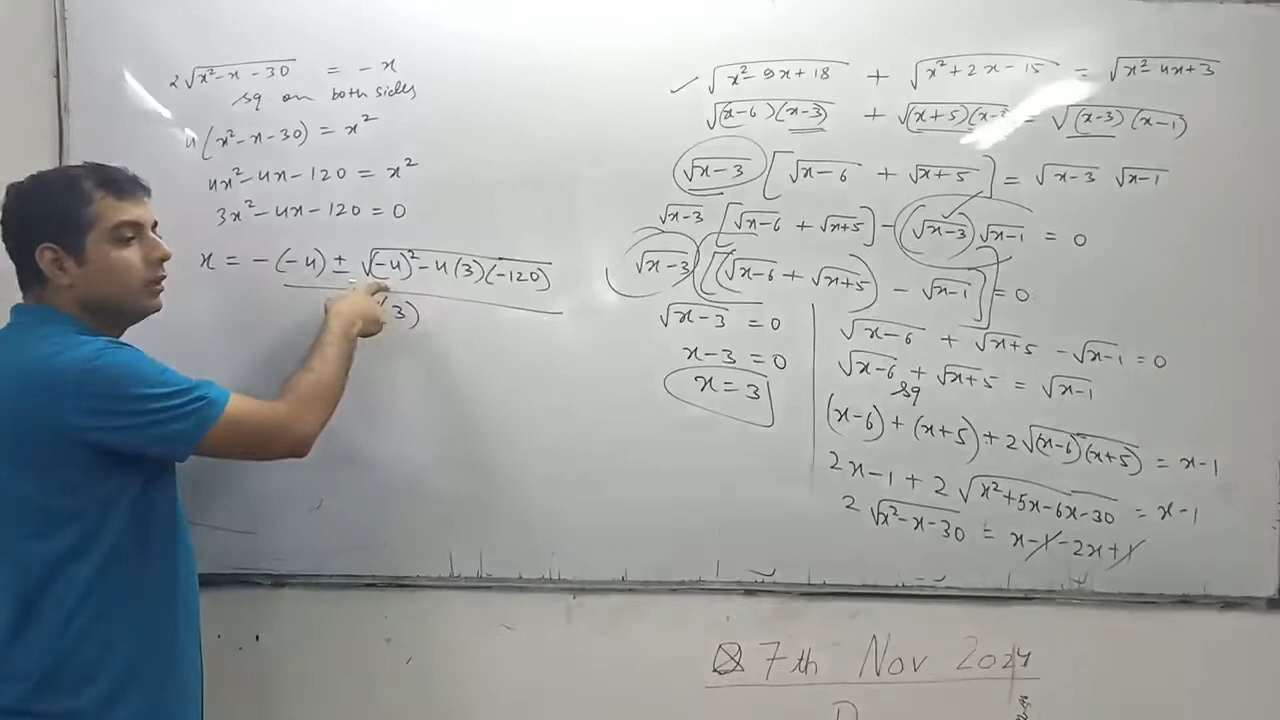 2√(x²-x-30) = -x
sq on both sides
4(x²-x-30) = x²
4x²-4x-120 = x²
3x²-4x-120 = 0
x = -(-4) ± √((-4)²-4(3)(-120))
(3)
✓ √(x²-9x+18) + √(x²+2x-15) = √(x²-4x+3)
√((x-6)(x-3)) + √((x+5)(x-3 = √((x-3)(x-1))
√(x-3) [√(x-6) + √(x+5)] = √(x-3) √(x-1)
√(x-3) [√(x-6) + √(x+5)] - (√(x-3))√(x-1) = 0
√(x-3) [(√(x-6) + √(x+5)) - √(x-1)] = 0
√(x-3) = 0
x-3 = 0
x = 3
√(x-6) + √(x+5) - √(x-1) = 0
√(x-6) + √(x+5) = √(x-1)
sq
(x-6) + (x+5) + 2√((x-6)(x+5)) = x-1
2x-1 + 2√(x²+5x-6x-30) = x-1
2√(x²-x-30) = x-1-2x+1
7th Nov 2024